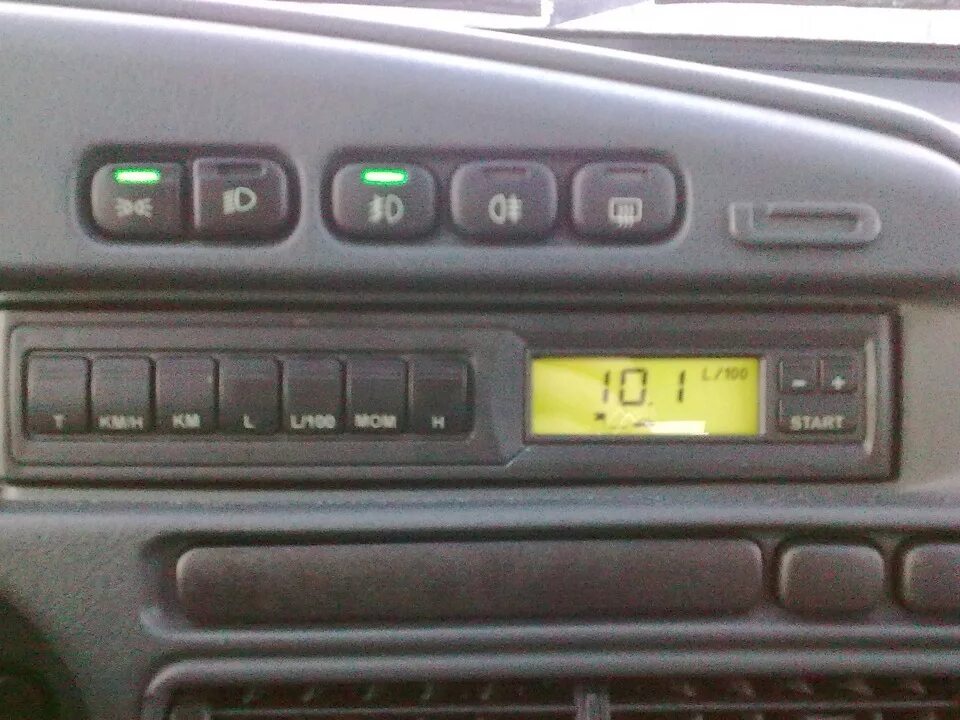 10.1 L/100
T KM/H KM L L/100 MOM H
- +
START